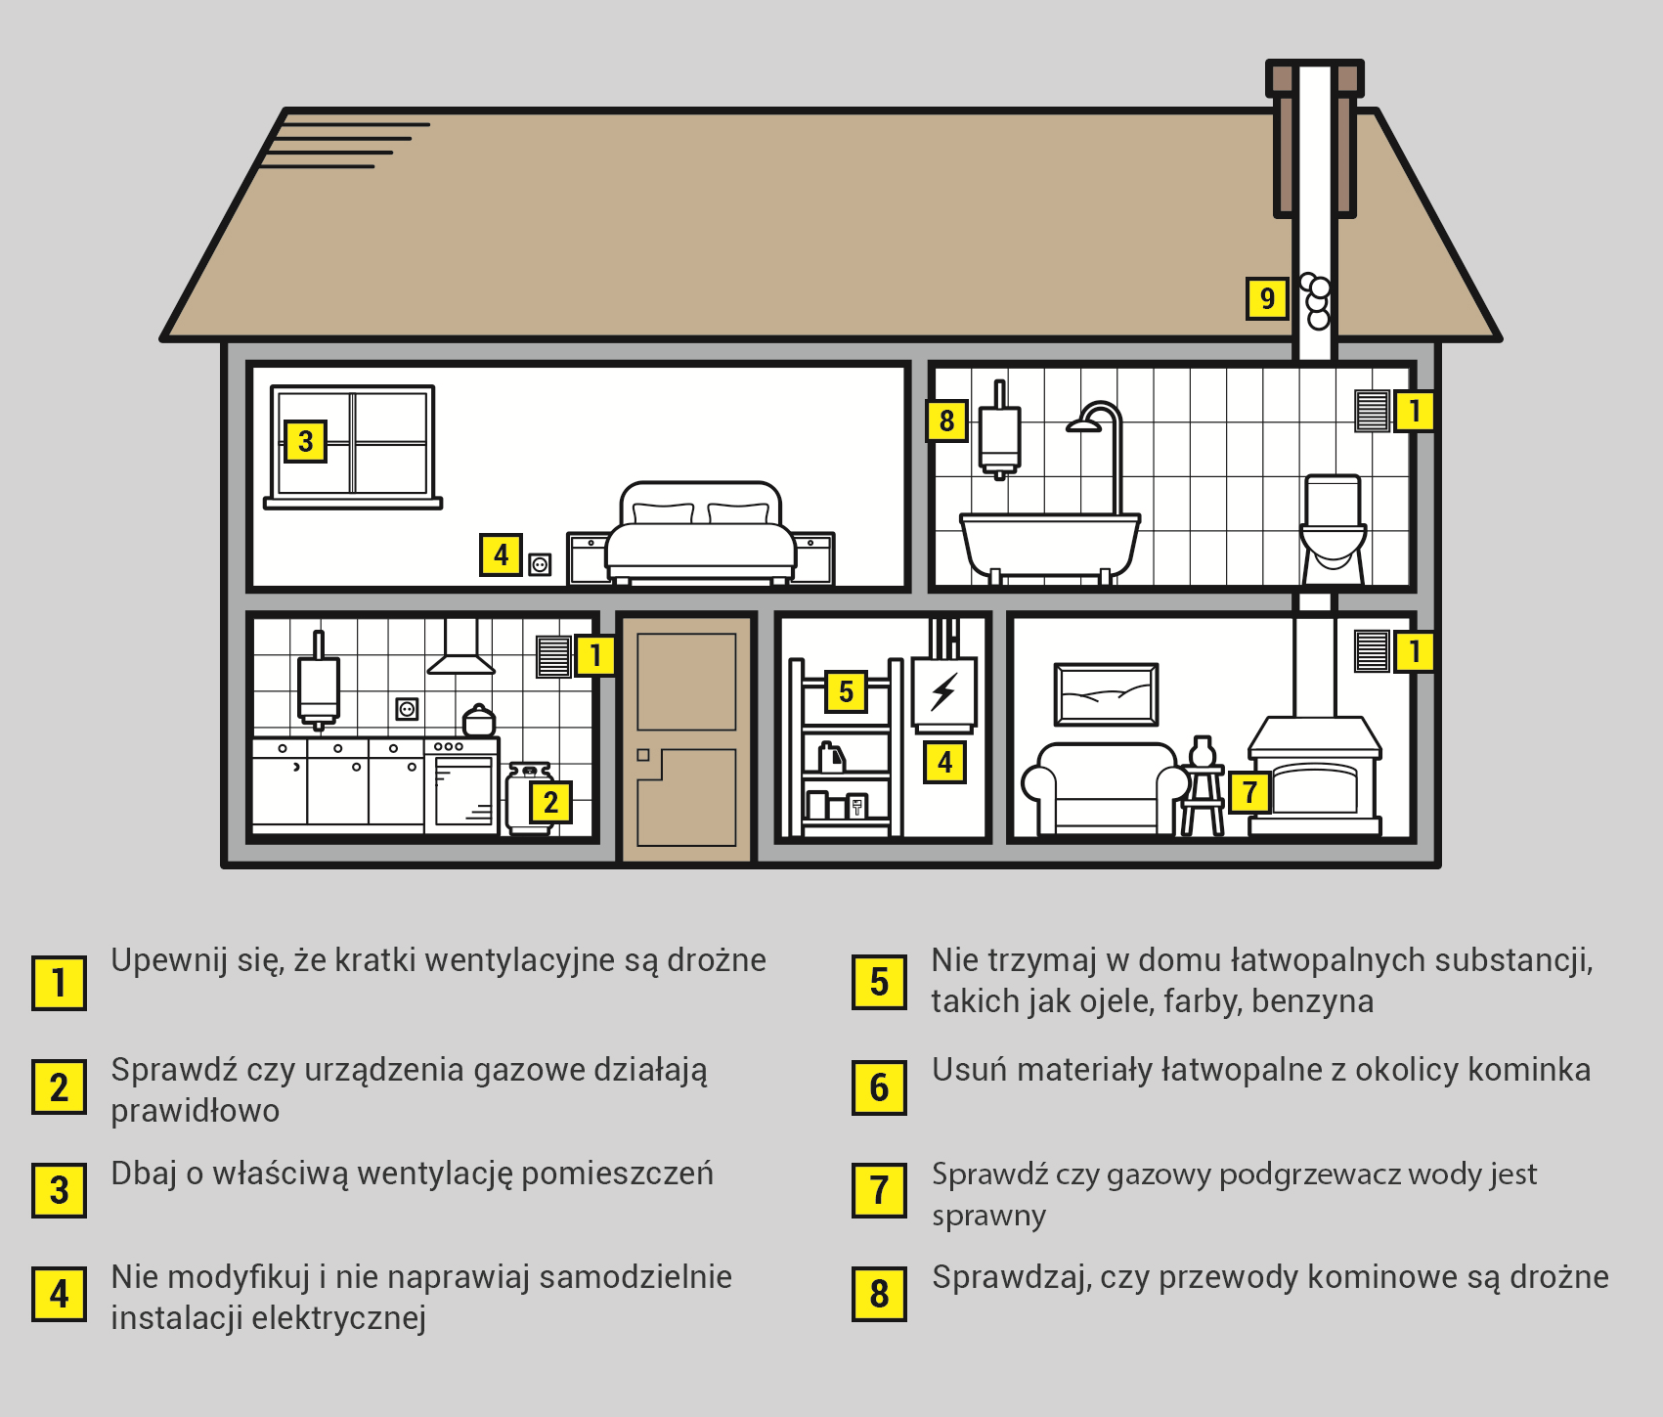 9
3
8
1
4
1
5
4
1
2
7
1 Upewnij się, że kratki wentylacyjne są drożne
2 Sprawdź czy urządzenia gazowe działają
prawidłowo
3 Dbaj o właściwą wentylację pomieszczeń
4 Nie modyfikuj i nie naprawiaj samodzielnie
instalacji elektrycznej
5 Nie trzymaj w domu łatwopalnych substancji,
takich jak ojele, farby, benzyna
6 Usuń materiały łatwopalne z okolicy kominka
7 Sprawdź czy gazowy podgrzewacz wody jest
sprawny
8 Sprawdzaj, czy przewody kominowe są drożne